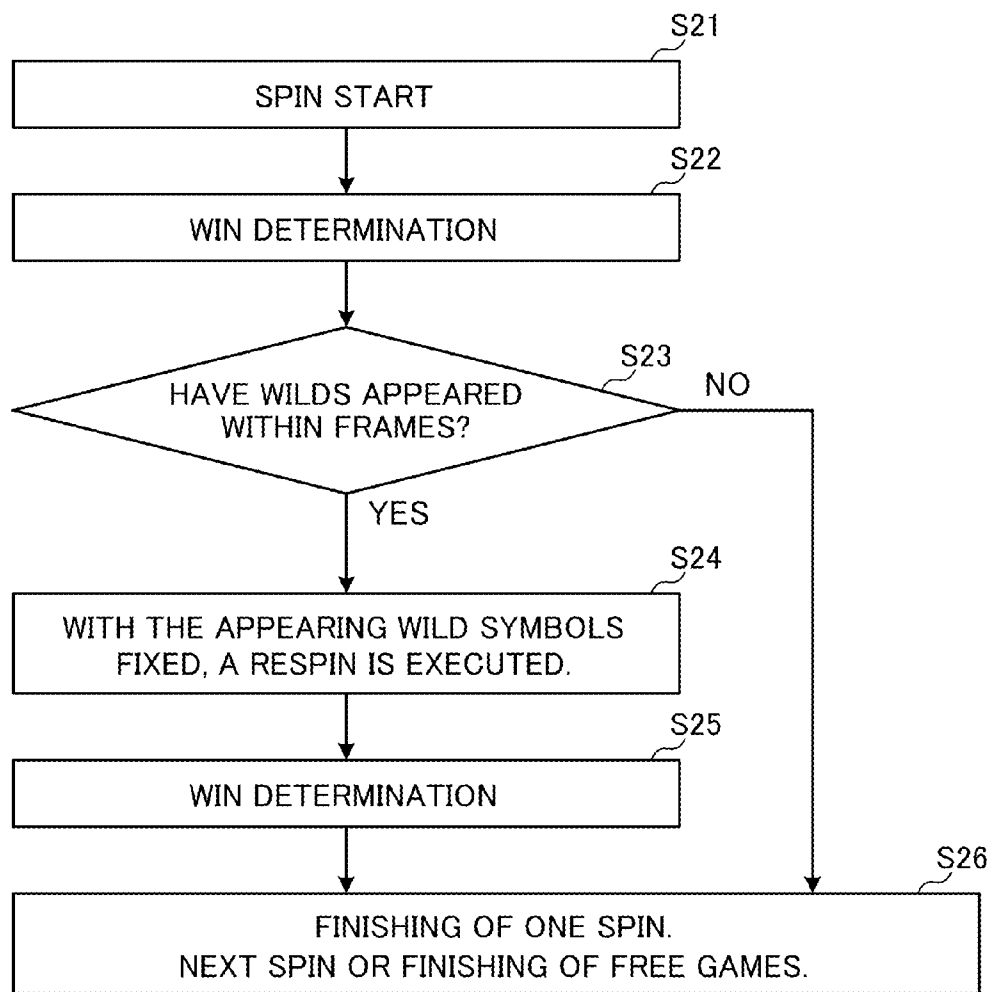 S21
SPIN START
S22
WIN DETERMINATION
S23
HAVE WILDS APPEARED
WITHIN FRAMES?
NO
YES
S24
WITH THE APPEARING WILD SYMBOLS
FIXED, A RESPIN IS EXECUTED.
S25
WIN DETERMINATION
S26
FINISHING OF ONE SPIN.
NEXT SPIN OR FINISHING OF FREE GAMES.